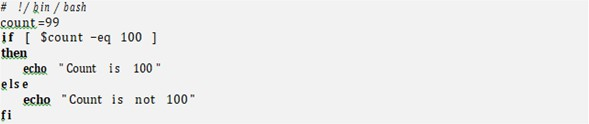 # !/ bin / bash
count=99
if [ $count -eq 100 ]
then
echo "Count is 100"
else
echo "Count is not 100"
fi